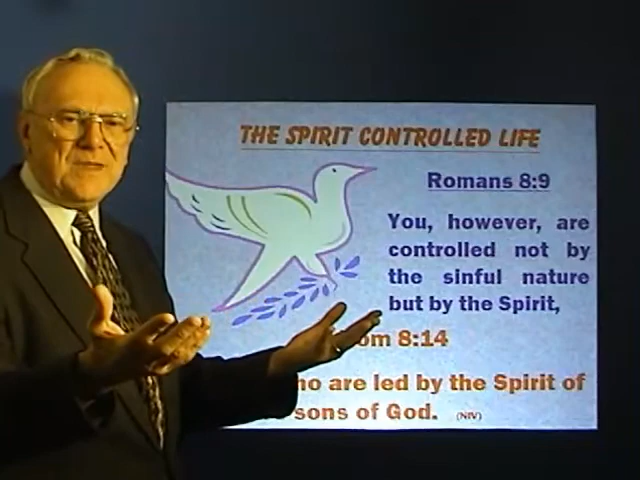 THE SPIRIT CONTROLLED LIFE
Romans 8:9
You, however, are
controlled not by
the sinful nature
but by the Spirit,
8:14
are led by the Spirit of
sons of God. (NIV)